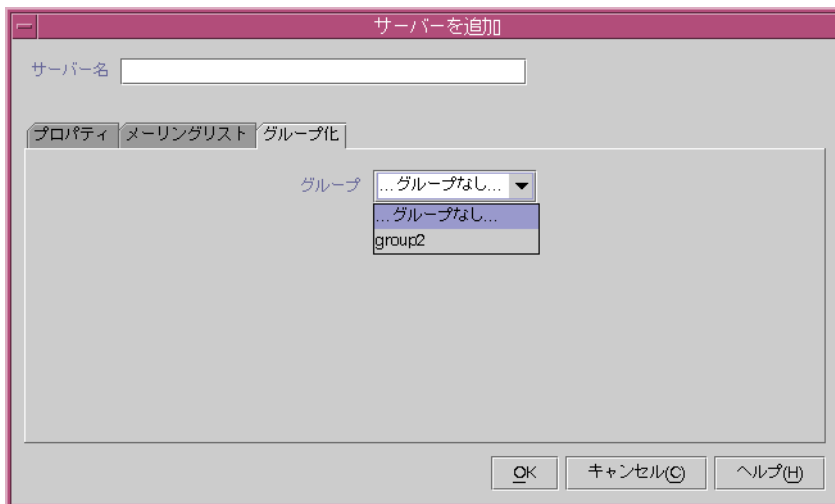 サーバーを追加
サーバー名
プロパティ メーリングリスト グループ化
グループ ...グループなし...
...グループなし...
group2
OK キャンセル(C) ヘルプ(H)